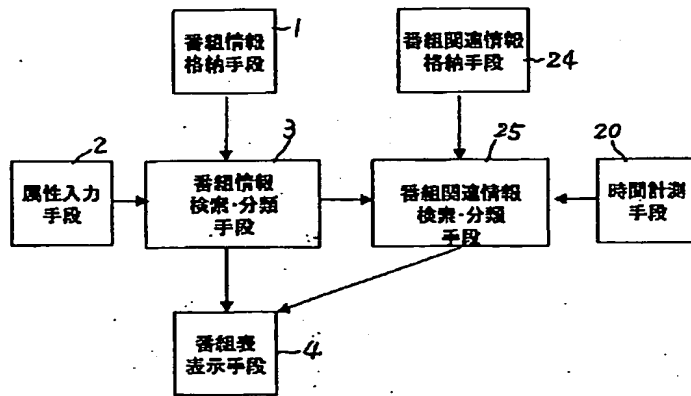 番組情報
格納手段
1
番組関連情報
格納手段
24
2
属性入力
手段
3
番組情報
検索・分類
手段
25
番組関連情報
検索・分類
手段
20
時間計測
手段
番組表
表示手段
4